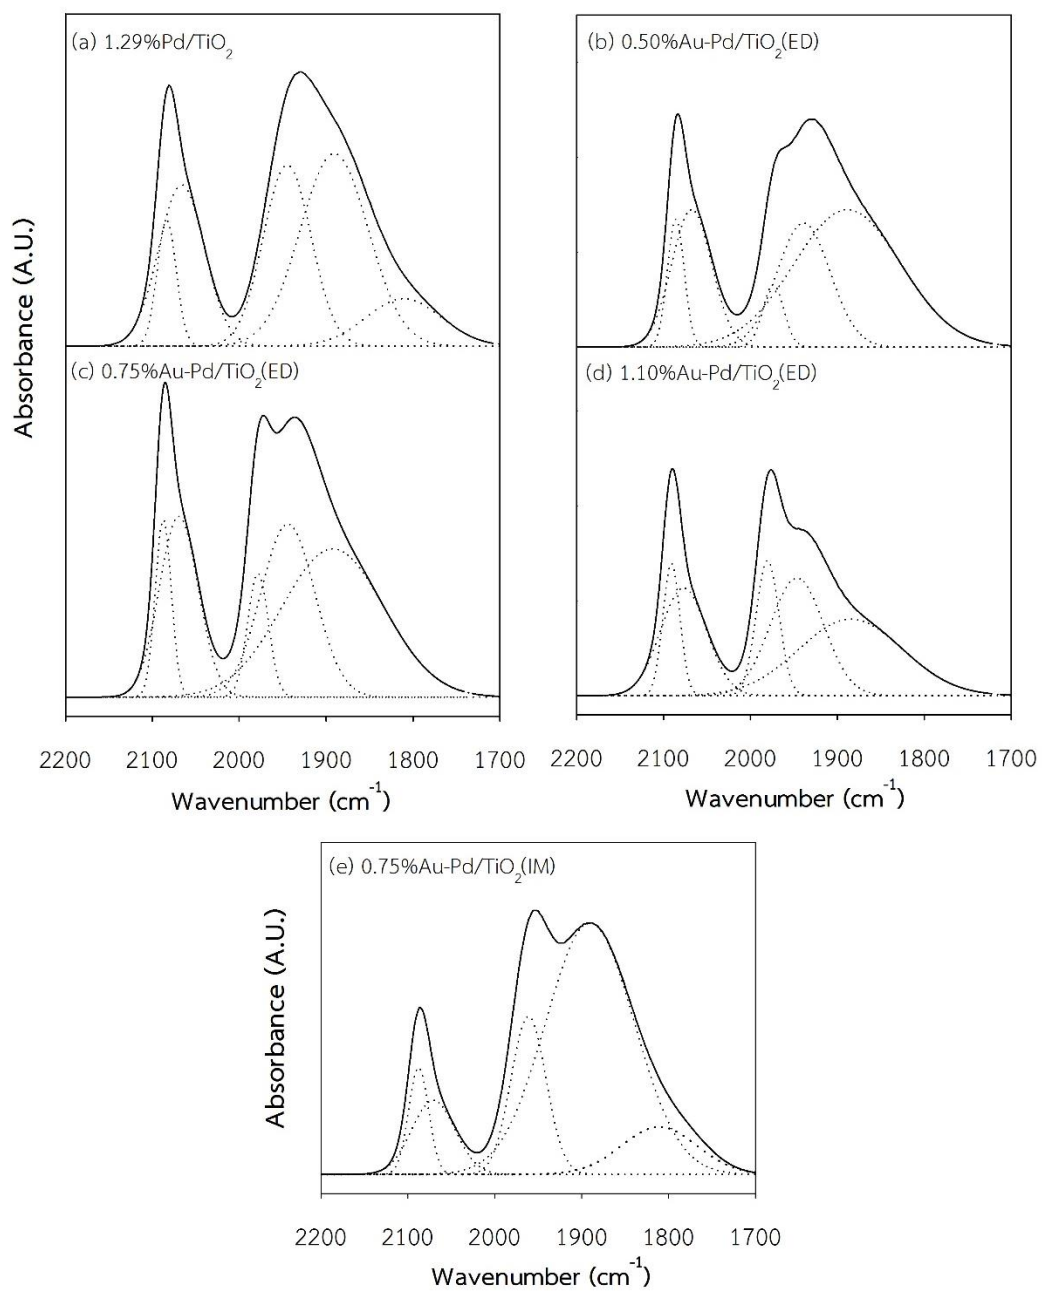 (a) 1.29%Pd/TiO₂
(b) 0.50%Au-Pd/TiO₂(ED)
(c) 0.75%Au-Pd/TiO₂(ED)
(d) 1.10%Au-Pd/TiO₂(ED)
Absorbance (A.U.)
2200 2100 2000 1900 1800 1700
2200 2100 2000 1900 1800 1700
Wavenumber (cm⁻¹)
Wavenumber (cm⁻¹)
(e) 0.75%Au-Pd/TiO₂(IM)
Absorbance (A.U.)
2200 2100 2000 1900 1800 1700
Wavenumber (cm⁻¹)